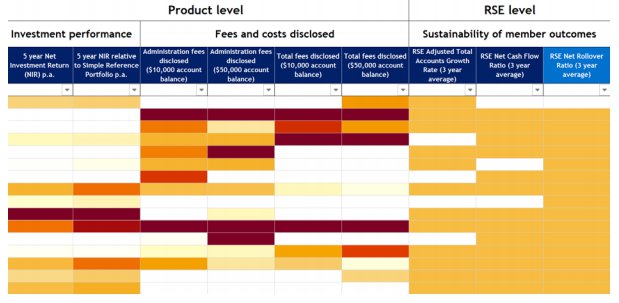 Product level
RSE level
Investment performance
Fees and costs disclosed
Sustainability of member outcomes
5 year Net
Investment Return
(NIR) p.a.
5 year NIR relative
to Simple Reference
Portfolio p.a.
Administration fees
disclosed
($10,000 account
balance)
Administration fees
disclosed
($50,000 account
balance)
Total fees disclosed
($10,000 account
balance)
Total fees disclosed
($50,000 account
balance)
RSE Adjusted Total
Accounts Growth
Rate (3 year
average)
RSE Net Cash Flow
Ratio (3 year
average)
RSE Net Rollover
Ratio (3 year
average)